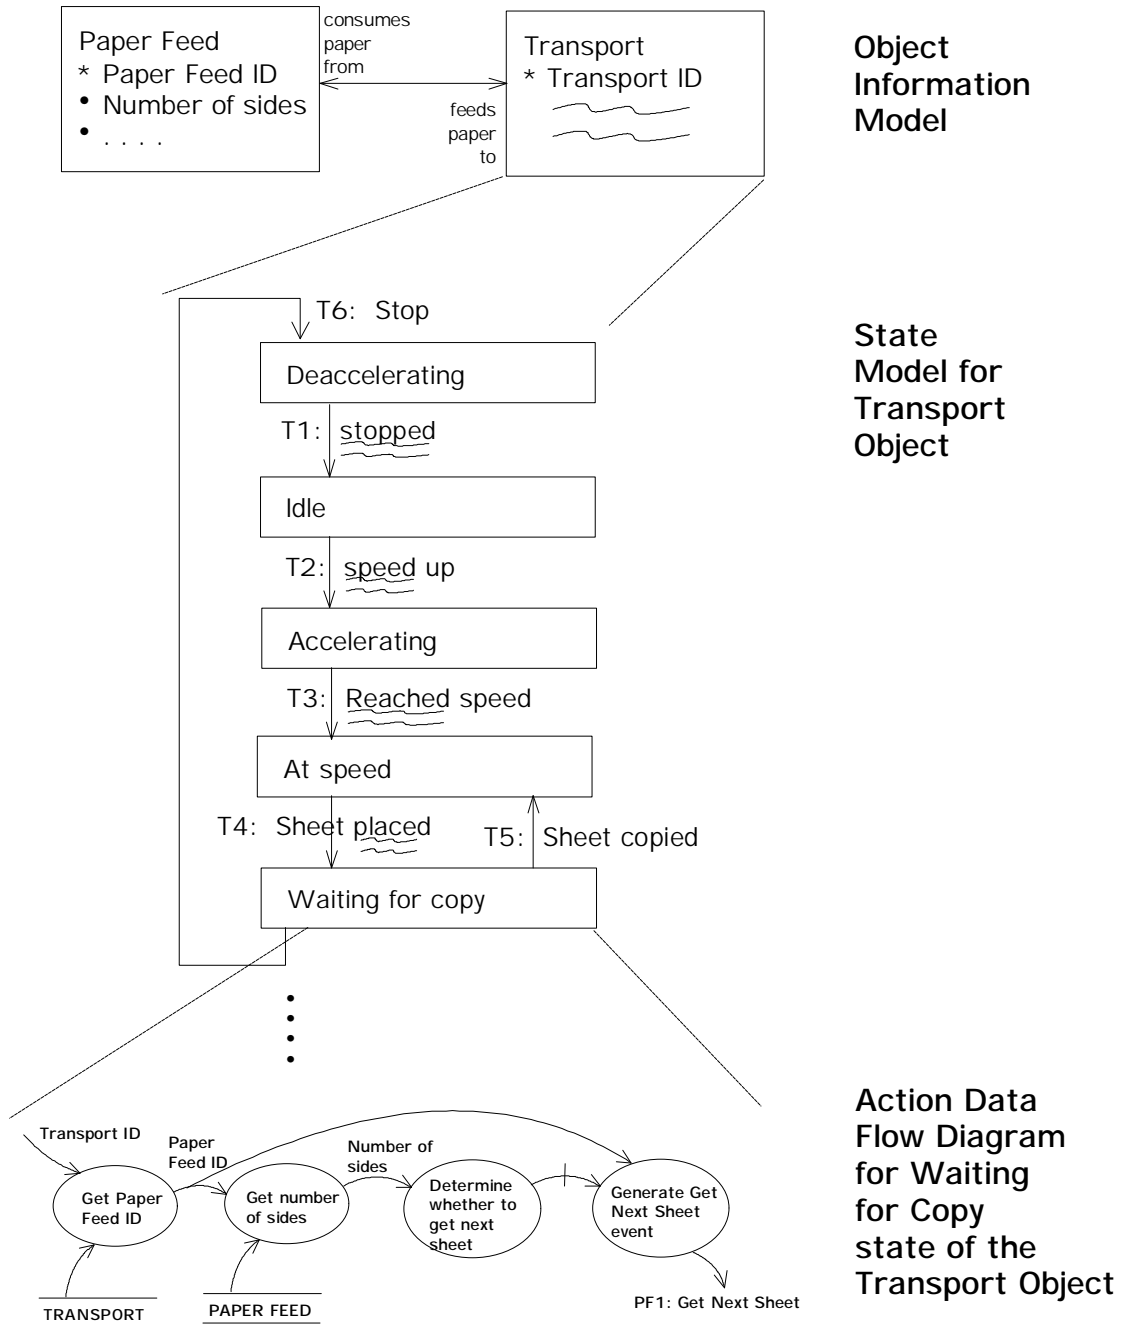 Paper Feed
* Paper Feed ID
• Number of sides
• . . . .
consumes
paper
from
feeds
paper
to
Transport
* Transport ID
Object
Information
Model
T6: Stop
Deaccelerating
T1: stopped
Idle
T2: speed up
Accelerating
T3: Reached speed
At speed
T4: Sheet placed
T5: Sheet copied
Waiting for copy
State
Model for
Transport
Object
Transport ID
Get Paper
Feed ID
TRANSPORT
Paper
Feed ID
Get number
of sides
PAPER FEED
Number of
sides
Determine
whether to
get next
sheet
Generate Get
Next Sheet
event
PF1: Get Next Sheet
Action Data
Flow Diagram
for Waiting
for Copy
state of the
Transport Object